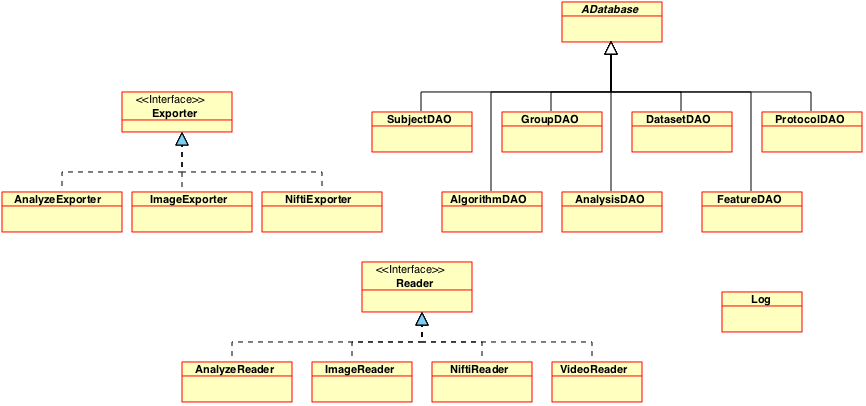 ADatabase
<<Interface>>
Exporter
SubjectDAO
GroupDAO
DatasetDAO
ProtocolDAO
AnalyzeExporter
ImageExporter
NiftiExporter
AlgorithmDAO
AnalysisDAO
FeatureDAO
<<Interface>>
Reader
Log
AnalyzeReader
ImageReader
NiftiReader
VideoReader